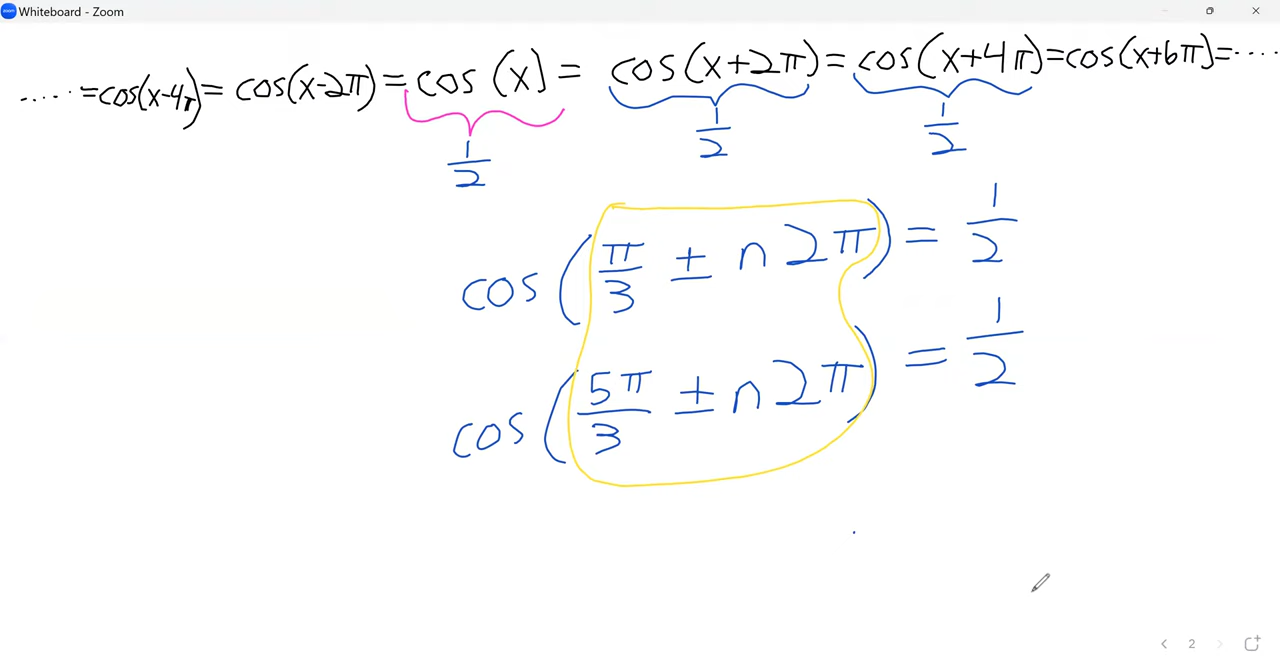 zoom Whiteboard - Zoom
..... =cos(x-4π)= cos(x-2π) = cos (x) = cos(x+2π) = cos(x+4π)=cos(x+6π)=....
1/2 1/2 1/2
cos(π/3 ± n2π) = 1/2
cos(5π/3 ± n2π) = 1/2
2